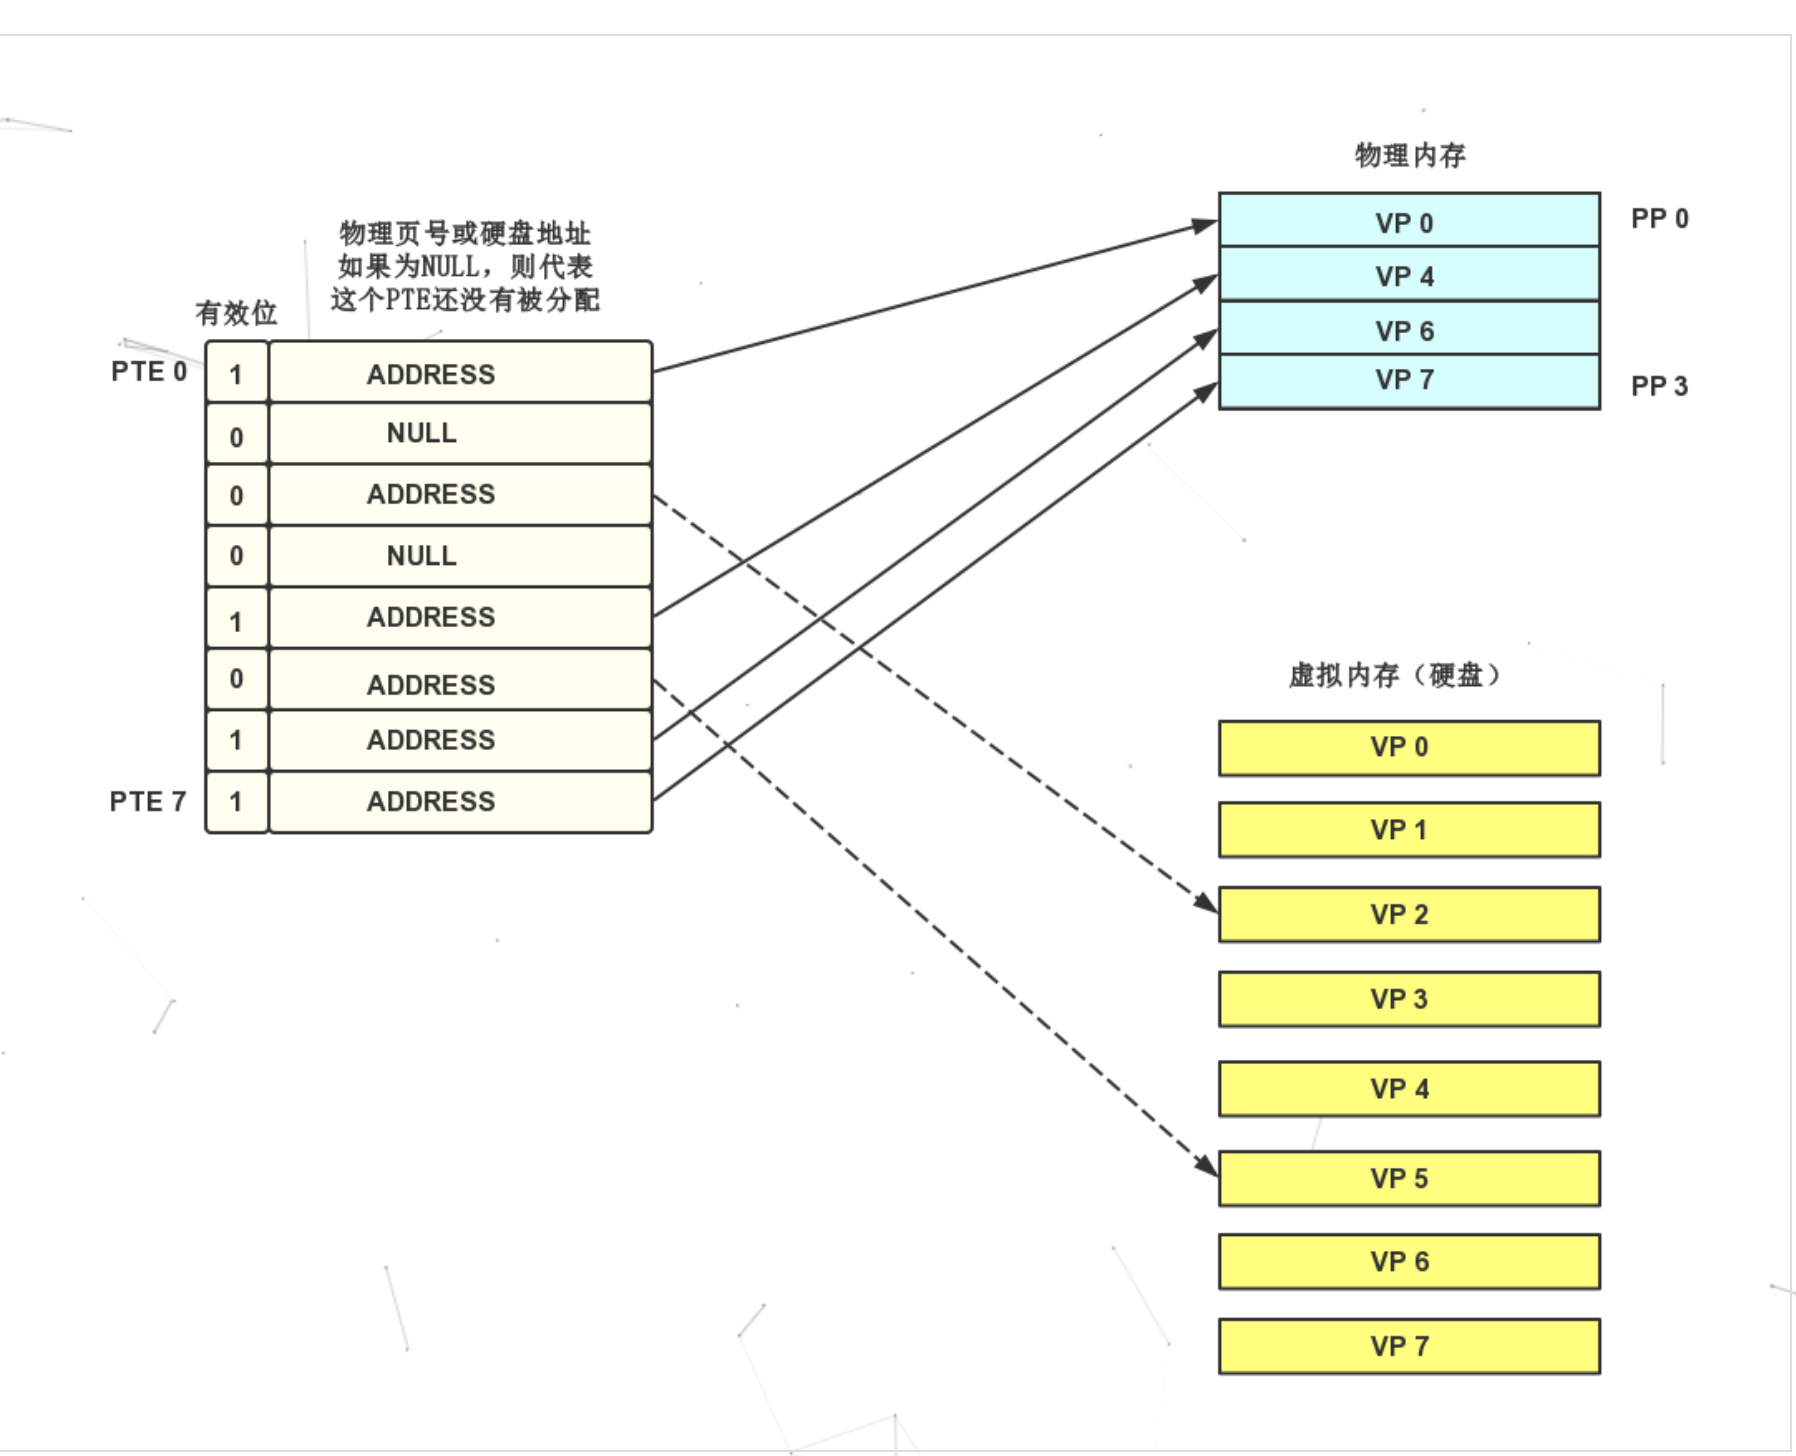 物理内存
VP 0
PP 0
VP 4
VP 6
VP 7
PP 3
物理页号或硬盘地址
如果为NULL，则代表
这个PTE还没有被分配
有效位
PTE 0
1
ADDRESS
0
NULL
0
ADDRESS
0
NULL
1
ADDRESS
0
ADDRESS
1
ADDRESS
PTE 7
1
ADDRESS
虚拟内存（硬盘）
VP 0
VP 1
VP 2
VP 3
VP 4
VP 5
VP 6
VP 7